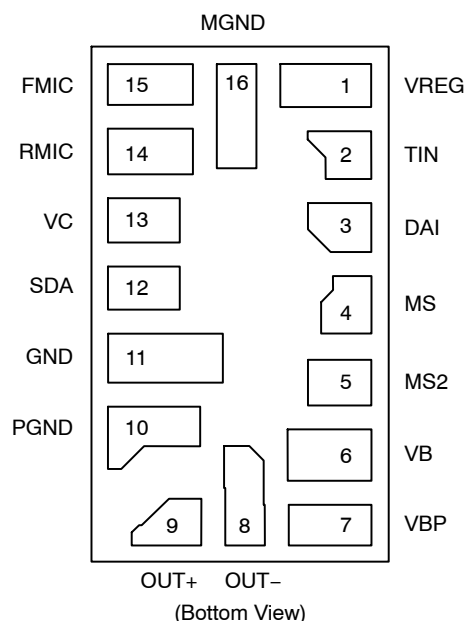 MGND
FMIC 15 16 1 VREG
RMIC 14 2 TIN
VC 13 3 DAI
SDA 12 4 MS
GND 11 5 MS2
PGND 10 6 VB
9 8 7 VBP
OUT+ OUT−
(Bottom View)